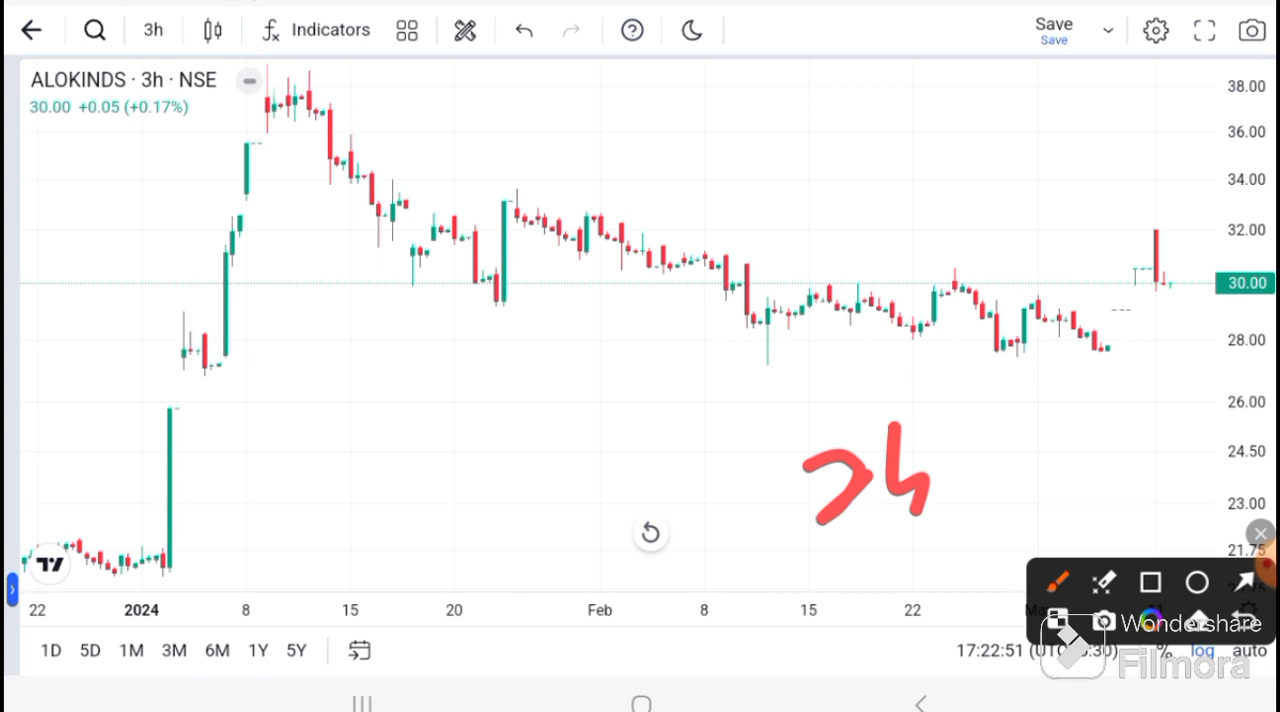 3h Indicators Save
Save
ALOKINDS · 3h · NSE
30.00 +0.05 (+0.17%)
38.00
36.00
34.00
32.00
30.00
28.00
26.00
24.50
23.00
21.75
22 2024 8 15 20 Feb 8 15 22
1D 5D 1M 3M 6M 1Y 5Y
17:22:51 % log auto
Wondershare
Filmora